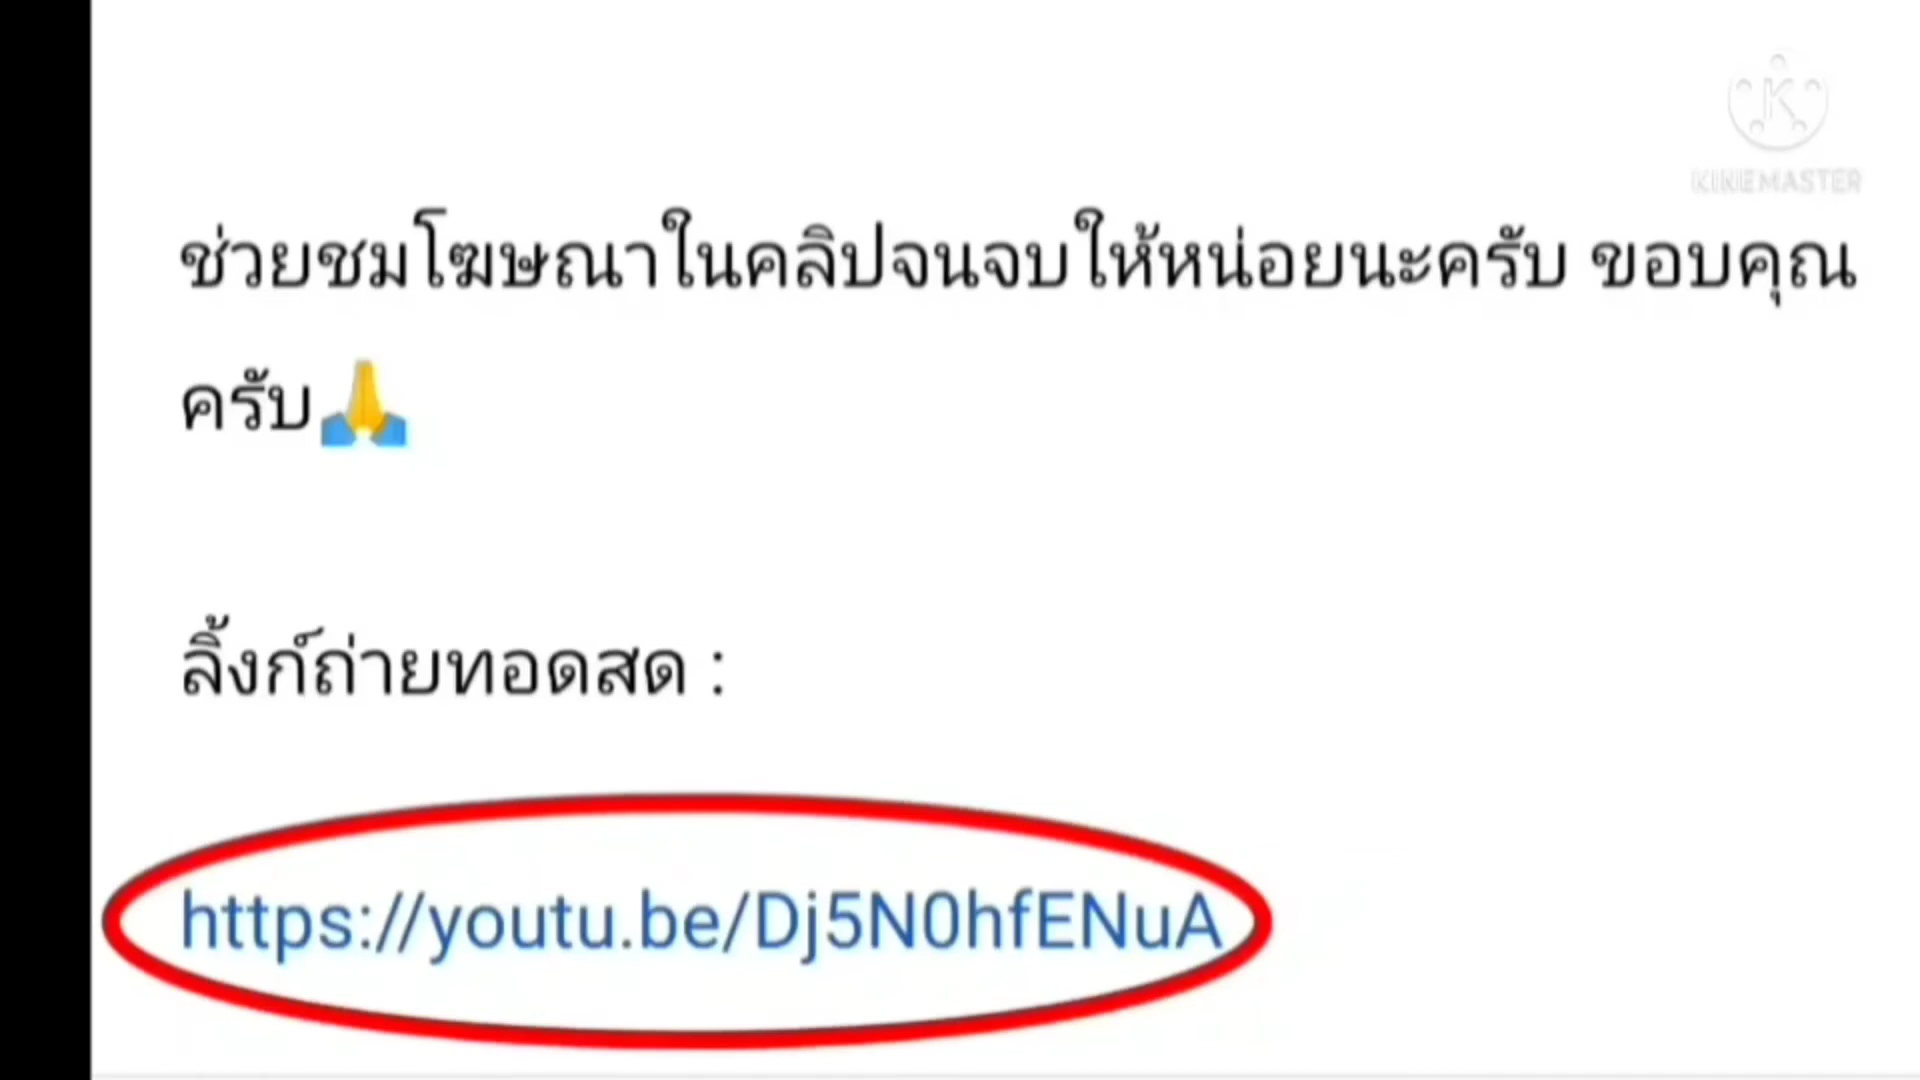 KINEMASTER
ช่วยชมโฆษณาในคลิปจนจบให้หน่อยนะครับ ขอบคุณ
ครับ🙏
ลิ้งก์ถ่ายทอดสด :
https://youtu.be/Dj5N0hfENuA